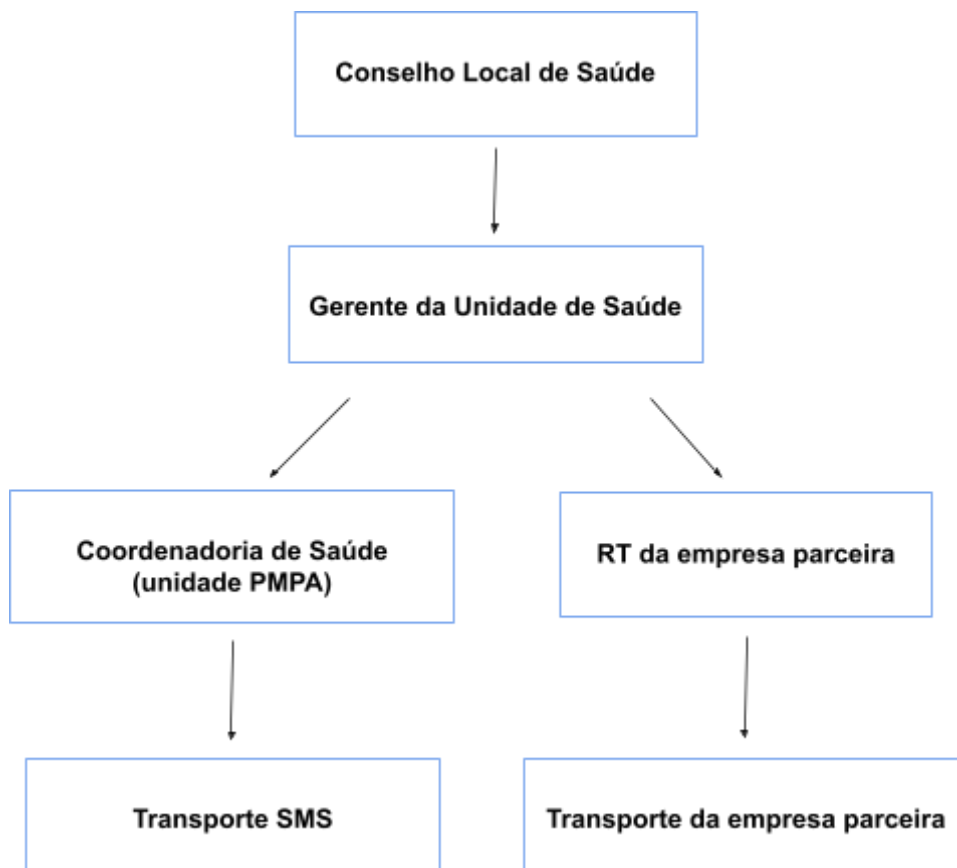 Conselho Local de Saúde
Gerente da Unidade de Saúde
Coordenadoria de Saúde
(unidade PMPA)
RT da empresa parceira
Transporte SMS
Transporte da empresa parceira